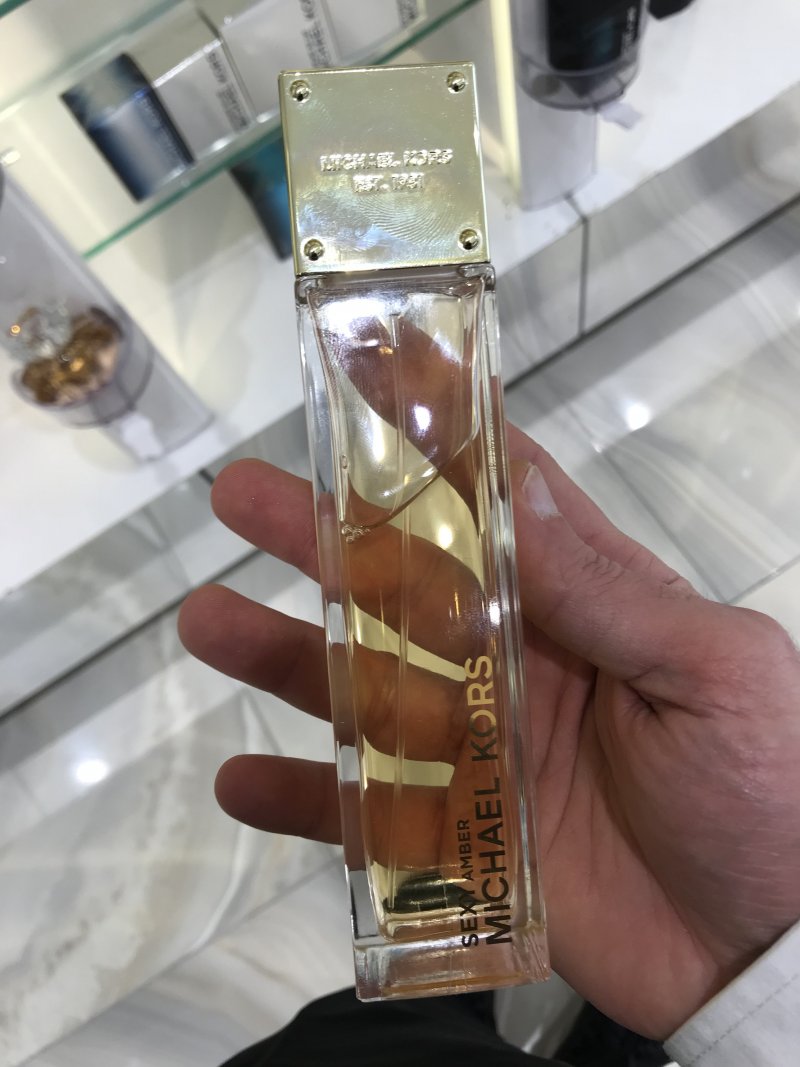 MICHAEL KORS
EST. 1981
SEXY AMBER
MICHAEL KORS